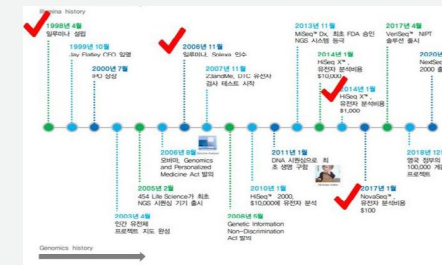 Illumina history
1998년 4월
일루미나 설립
1999년 10월
Jay Flatley CEO 임명
2000년 7월
IPO 상장
2006년 11월
일루미나, Solexa 인수
2007년 11월
23andMe, DTC 유전자
검사 테스트 시작
2013년 11월
MiSeq™ Dx, 최초 FDA 승인
NGS 시스템 등극
2014년 1월
HiSeq X™,
유전자 분석비용
$10,000
2014년 1월
HiSeq X™,
유전자 분석비용
$1,000
2017년 4월
VeriSeq™ NIPT
솔루션 출시
2020년
NextSeq
2000 출
2003년 4월
인간 유전체
프로젝트 지도 완성
2005년 2월
454 Life Science가 최초
NGS 시퀀싱 기기 출시
2006년 8월
오바마, Genomics
and Personalized
Medicine Act 발의
2008년 5월
Genetic Information
Non-Discrimination
Act 발의
2010년 1월
HiSeq™ 2000,
$10,000에 유전자 분석
2011년 1월
DNA 시퀀싱으로 최
초 생명 구함
2017년 1월
NovaSeq™,
유전자 분석비용
$100
2018년 12
영국 정부의
100,000 게
프로젝트
Genomics history